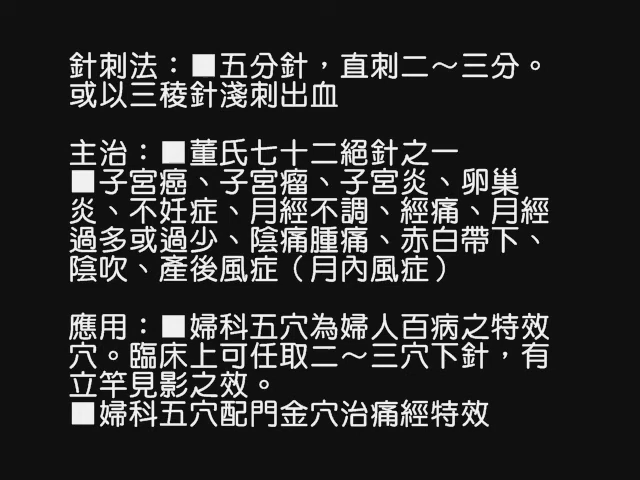 針刺法：■五分針，直刺二～三分。
或以三稜針淺刺出血
主治：■董氏七十二絕針之一
■子宮癌、子宮瘤、子宮炎、卵巢
炎、不妊症、月經不調、經痛、月經
過多或過少、陰痛腫痛、赤白帶下、
陰吹、產後風症（月內風症）
應用：■婦科五穴為婦人百病之特效
穴。臨床上可任取二～三穴下針，有
立竿見影之效。
■婦科五穴配門金穴治痛經特效